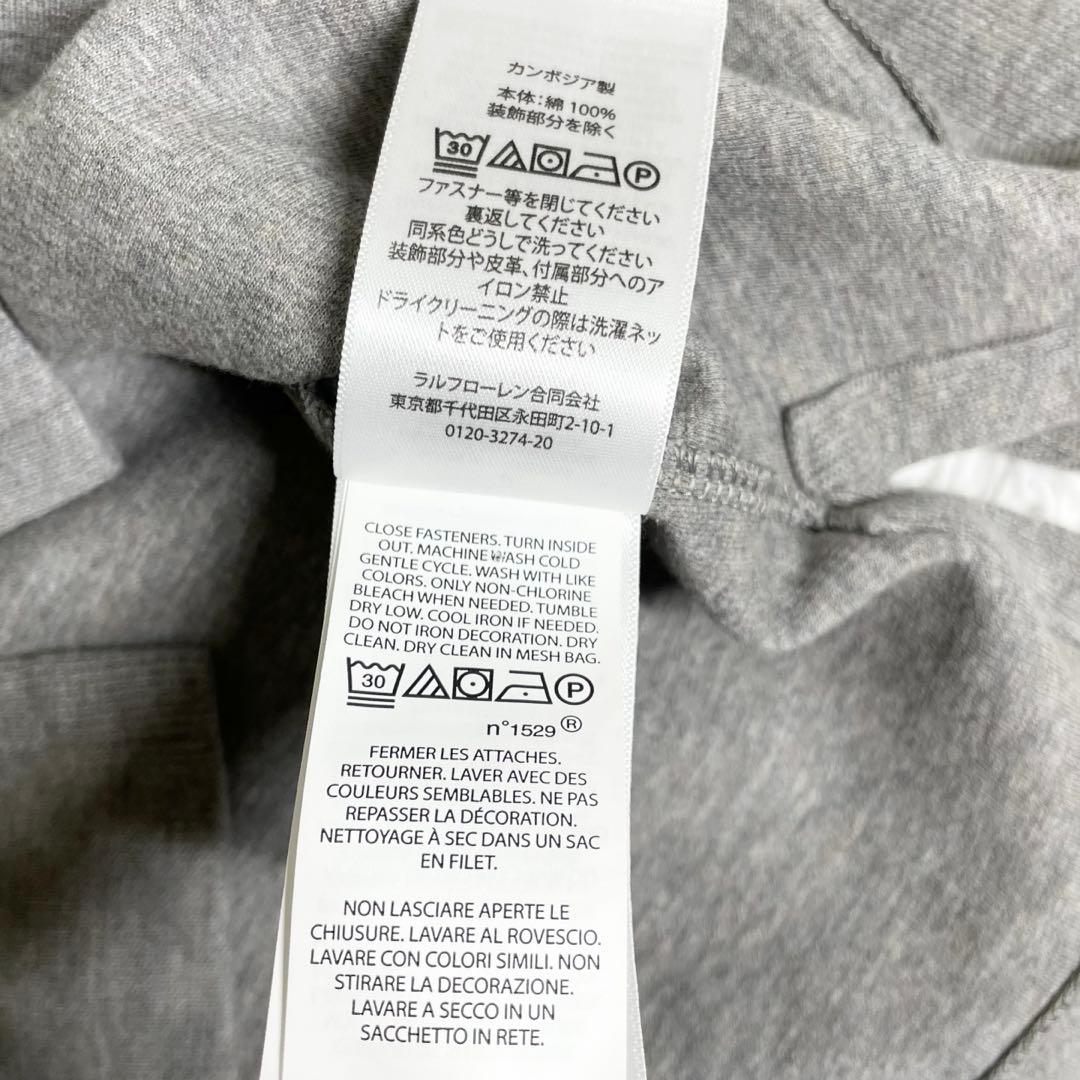 カンボジア製
本体：綿 100%
装飾部分を除く
30 P
ファスナー等を閉じてください
裏返してください
同系色どうしで洗ってください
装飾部分や皮革、付属部分へのア
イロン禁止
ドライクリーニングの際は洗濯ネッ
トをご使用ください
ラルフローレン合同会社
東京都千代田区永田町2-10-1
0120-3274-20
CLOSE FASTENERS. TURN INSIDE
OUT. MACHINE WASH COLD
GENTLE CYCLE. WASH WITH LIKE
COLORS. ONLY NON-CHLORINE
BLEACH WHEN NEEDED. TUMBLE
DRY LOW. COOL IRON IF NEEDED.
DO NOT IRON DECORATION. DRY
CLEAN. DRY CLEAN IN MESH BAG.
30 P
n°1529®
FERMER LES ATTACHES.
RETOURNER. LAVER AVEC DES
COULEURS SEMBLABLES. NE PAS
REPASSER LA DÉCORATION.
NETTOYAGE À SEC DANS UN SAC
EN FILET.
NON LASCIARE APERTE LE
CHIUSURE. LAVARE AL ROVESCIO.
LAVARE CON COLORI SIMILI. NON
STIRARE LA DECORAZIONE.
LAVARE A SECCO IN UN
SACCHETTO IN RETE.